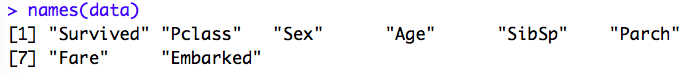 > names(data)
[1] "Survived" "Pclass"   "Sex"      "Age"      "SibSp"    "Parch"
[7] "Fare"     "Embarked"